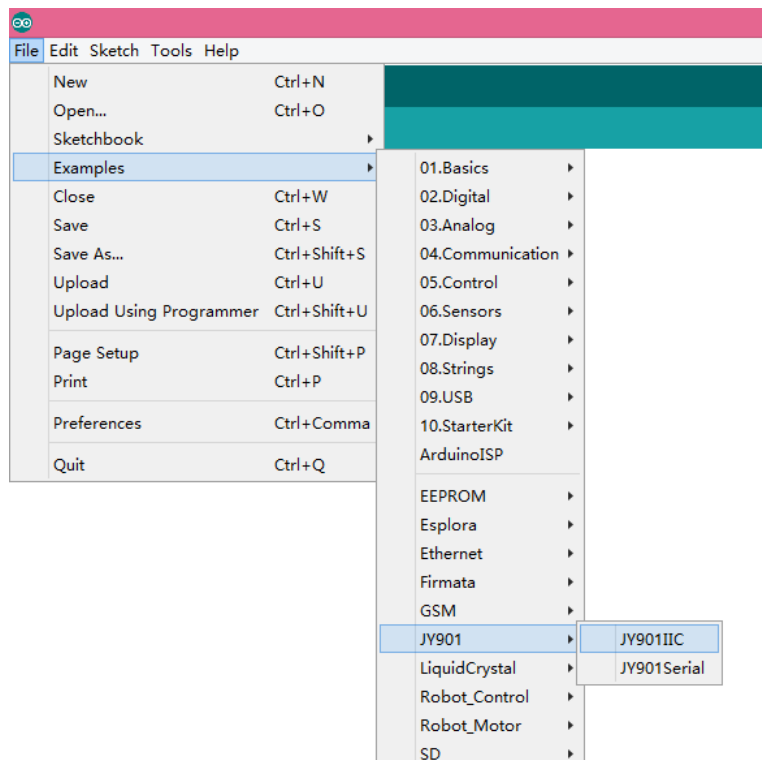 File Edit Sketch Tools Help
New Ctrl+N
Open... Ctrl+O
Sketchbook
Examples
Close Ctrl+W
Save Ctrl+S
Save As... Ctrl+Shift+S
Upload Ctrl+U
Upload Using Programmer Ctrl+Shift+U
Page Setup Ctrl+Shift+P
Print Ctrl+P
Preferences Ctrl+Comma
Quit Ctrl+Q
01.Basics
02.Digital
03.Analog
04.Communication
05.Control
06.Sensors
07.Display
08.Strings
09.USB
10.StarterKit
ArduinoISP
EEPROM
Esplora
Ethernet
Firmata
GSM
JY901
LiquidCrystal
Robot_Control
Robot_Motor
SD
JY901IIC
JY901Serial